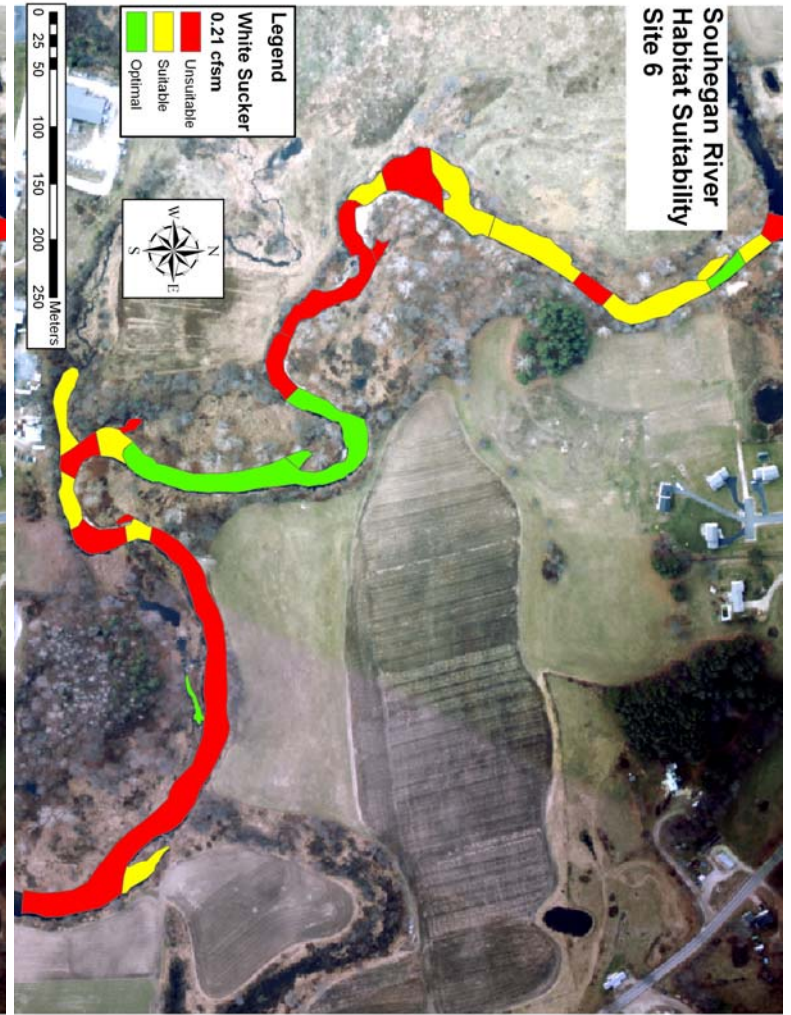 Souhegan River
Habitat Suitability
Site 6
Legend
White Sucker
0.21 cfsm
Unsuitable
Suitable
Optimal
N
W
E
S
0 25 50 100 150 200 250
Meters